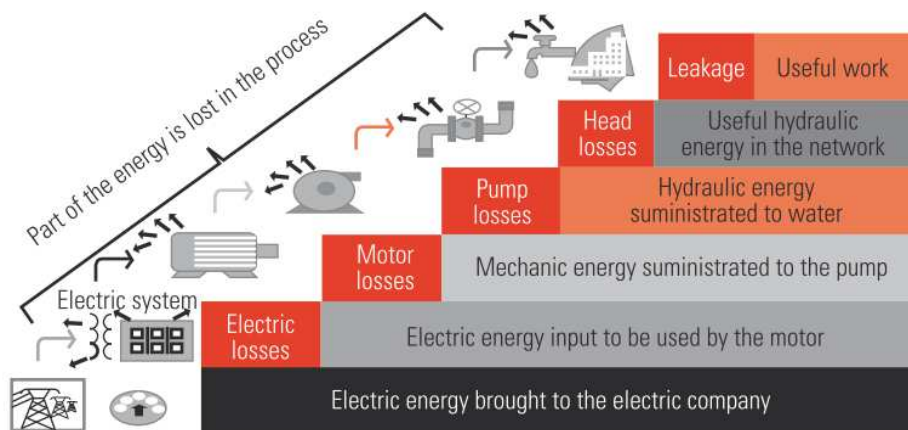 Part of the energy is lost in the process
Leakage
Useful work
Head
losses
Useful hydraulic
energy in the network
Pump
losses
Hydraulic energy
suministrated to water
Motor
losses
Mechanic energy suministrated to the pump
Electric system
Electric
losses
Electric energy input to be used by the motor
Electric energy brought to the electric company